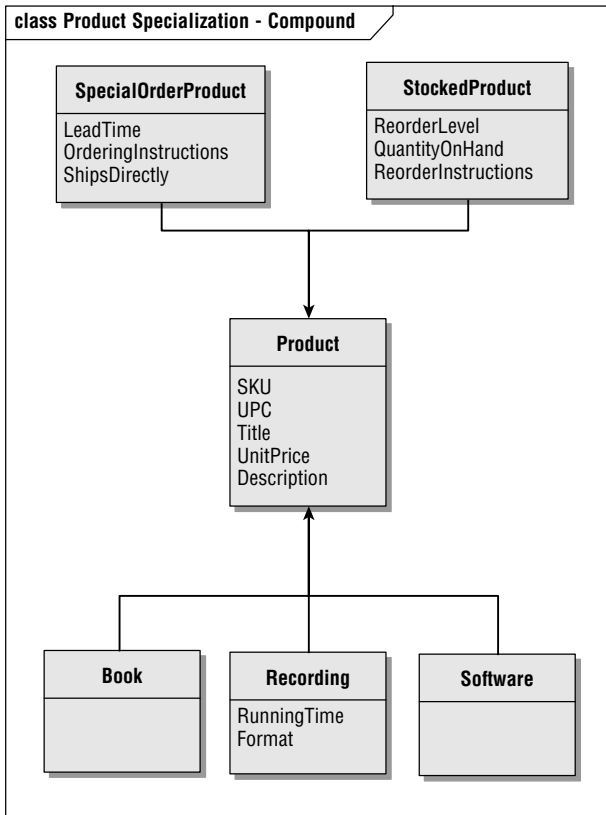 class Product Specialization - Compound
SpecialOrderProduct
LeadTime
OrderingInstructions
ShipsDirectly
StockedProduct
ReorderLevel
QuantityOnHand
ReorderInstructions
Product
SKU
UPC
Title
UnitPrice
Description
Book
Recording
RunningTime
Format
Software